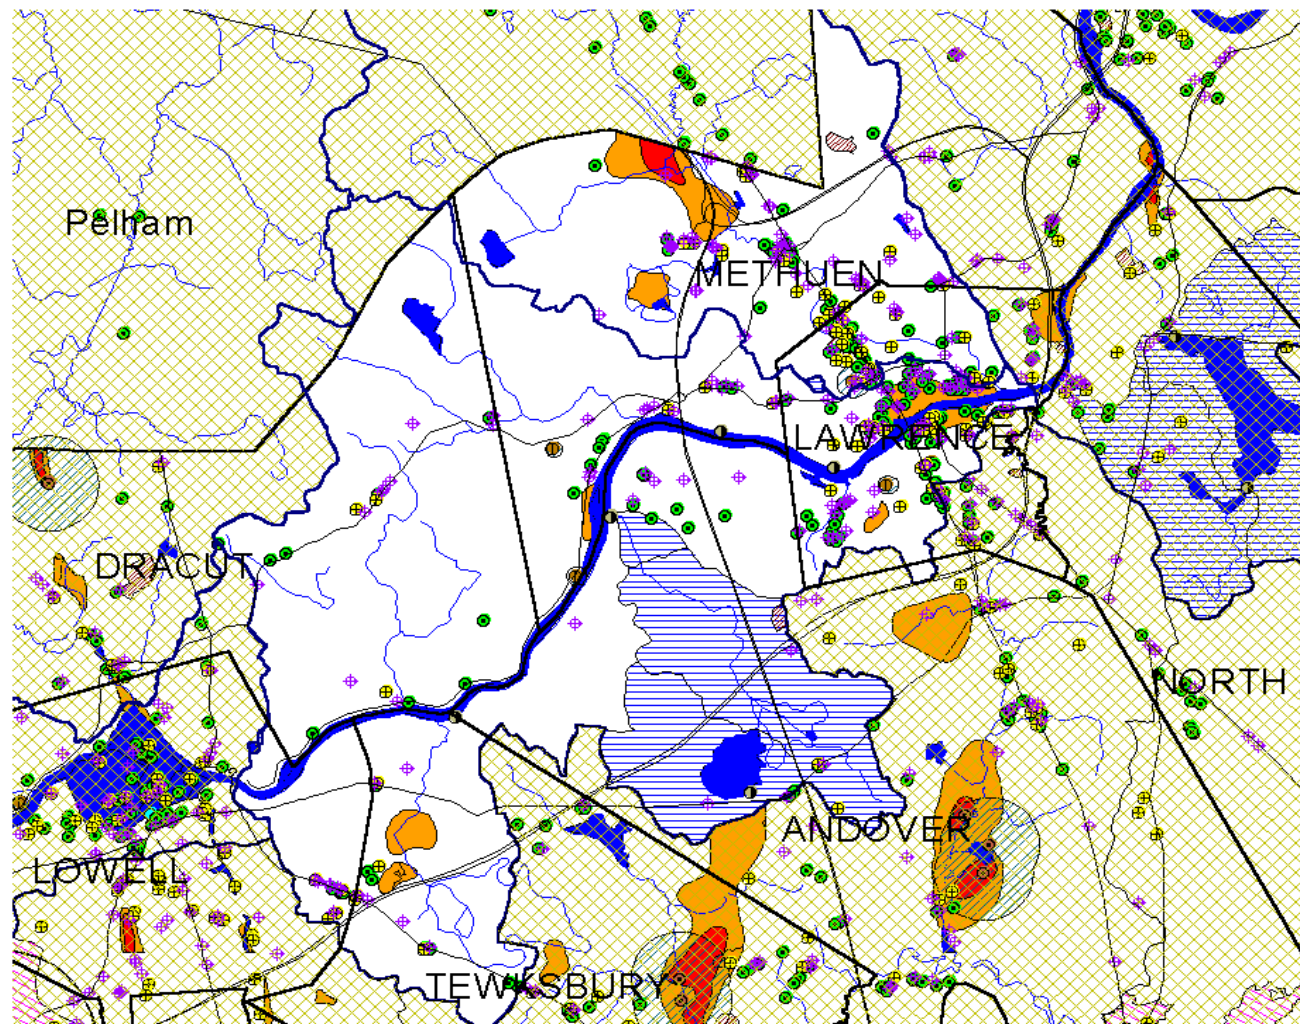 Pelham
METHUEN
LAWRENCE
DRACUT
NORTH
ANDOVER
LOWELL
TEWKSBURY